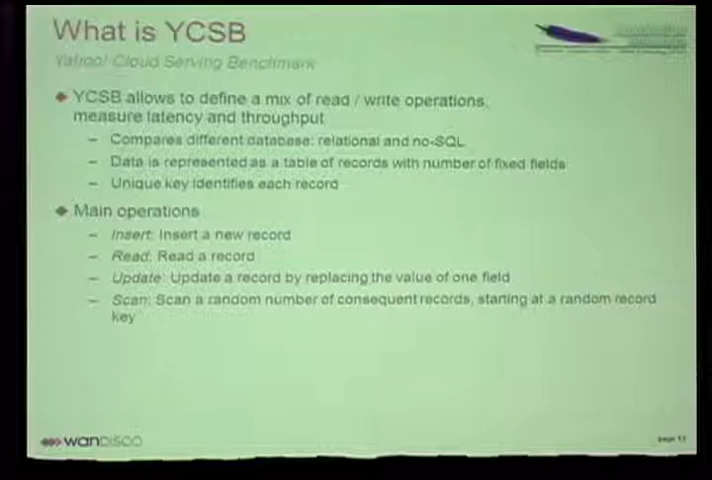 What is YCSB
Yahoo! Cloud Serving Benchmark
YCSB allows to define a mix of read / write operations,
measure latency and throughput
– Compares different database: relational and no-SQL
– Data is represented as a table of records with number of fixed fields
– Unique key identifies each record
Main operations
– Insert: Insert a new record
– Read: Read a record
– Update: Update a record by replacing the value of one field
– Scan: Scan a random number of consequent records, starting at a random record
key
WANDISCO
page